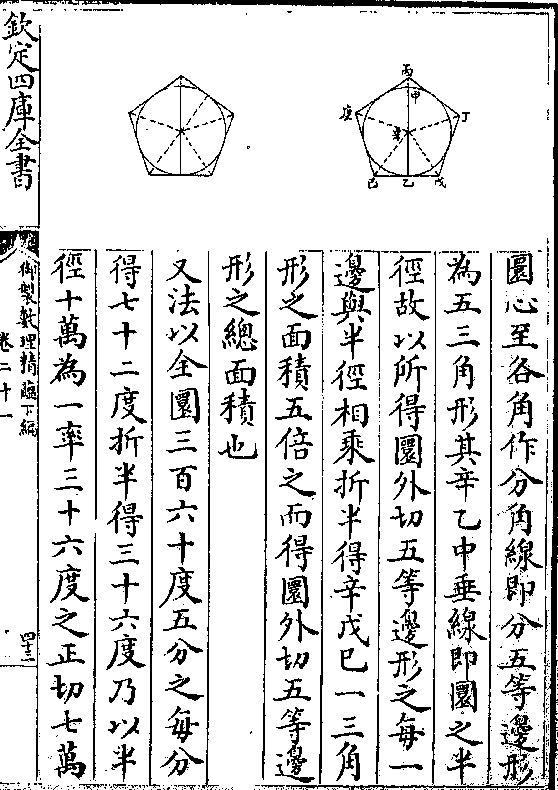 圜心至各角作分角線即分五等邊形
為五三角形其辛乙中垂線即圜之半
徑故以所得圜外切五等邊形之每一
邊與半徑相乘折半得辛戊巳一三角
形之面積五倍之而得圜外切五等邊
形之總面積也
又法以全圜三百六十度五分之每分
得七十二度折半得三十六度乃以半
徑十萬為一率三十六度之正切七萬
丙
甲
庚
丁
辛
巳
乙
戊
欽定四庫全書
御製數理精藴下編
卷二十一
四十三